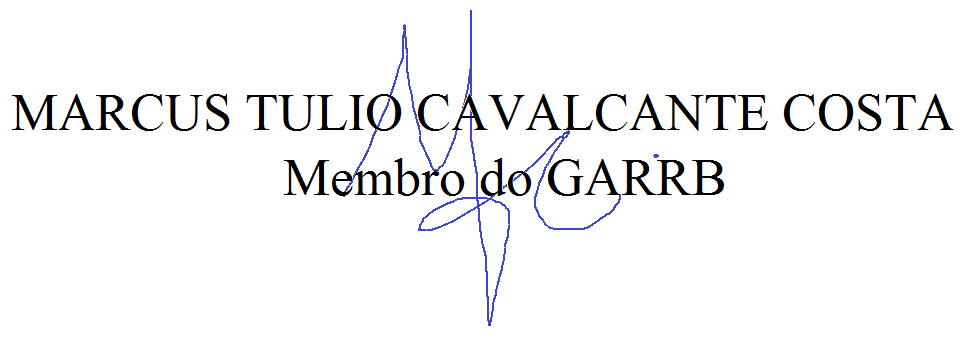 MARCUS TULIO CAVALCANTE COSTA
Membro do GARRB